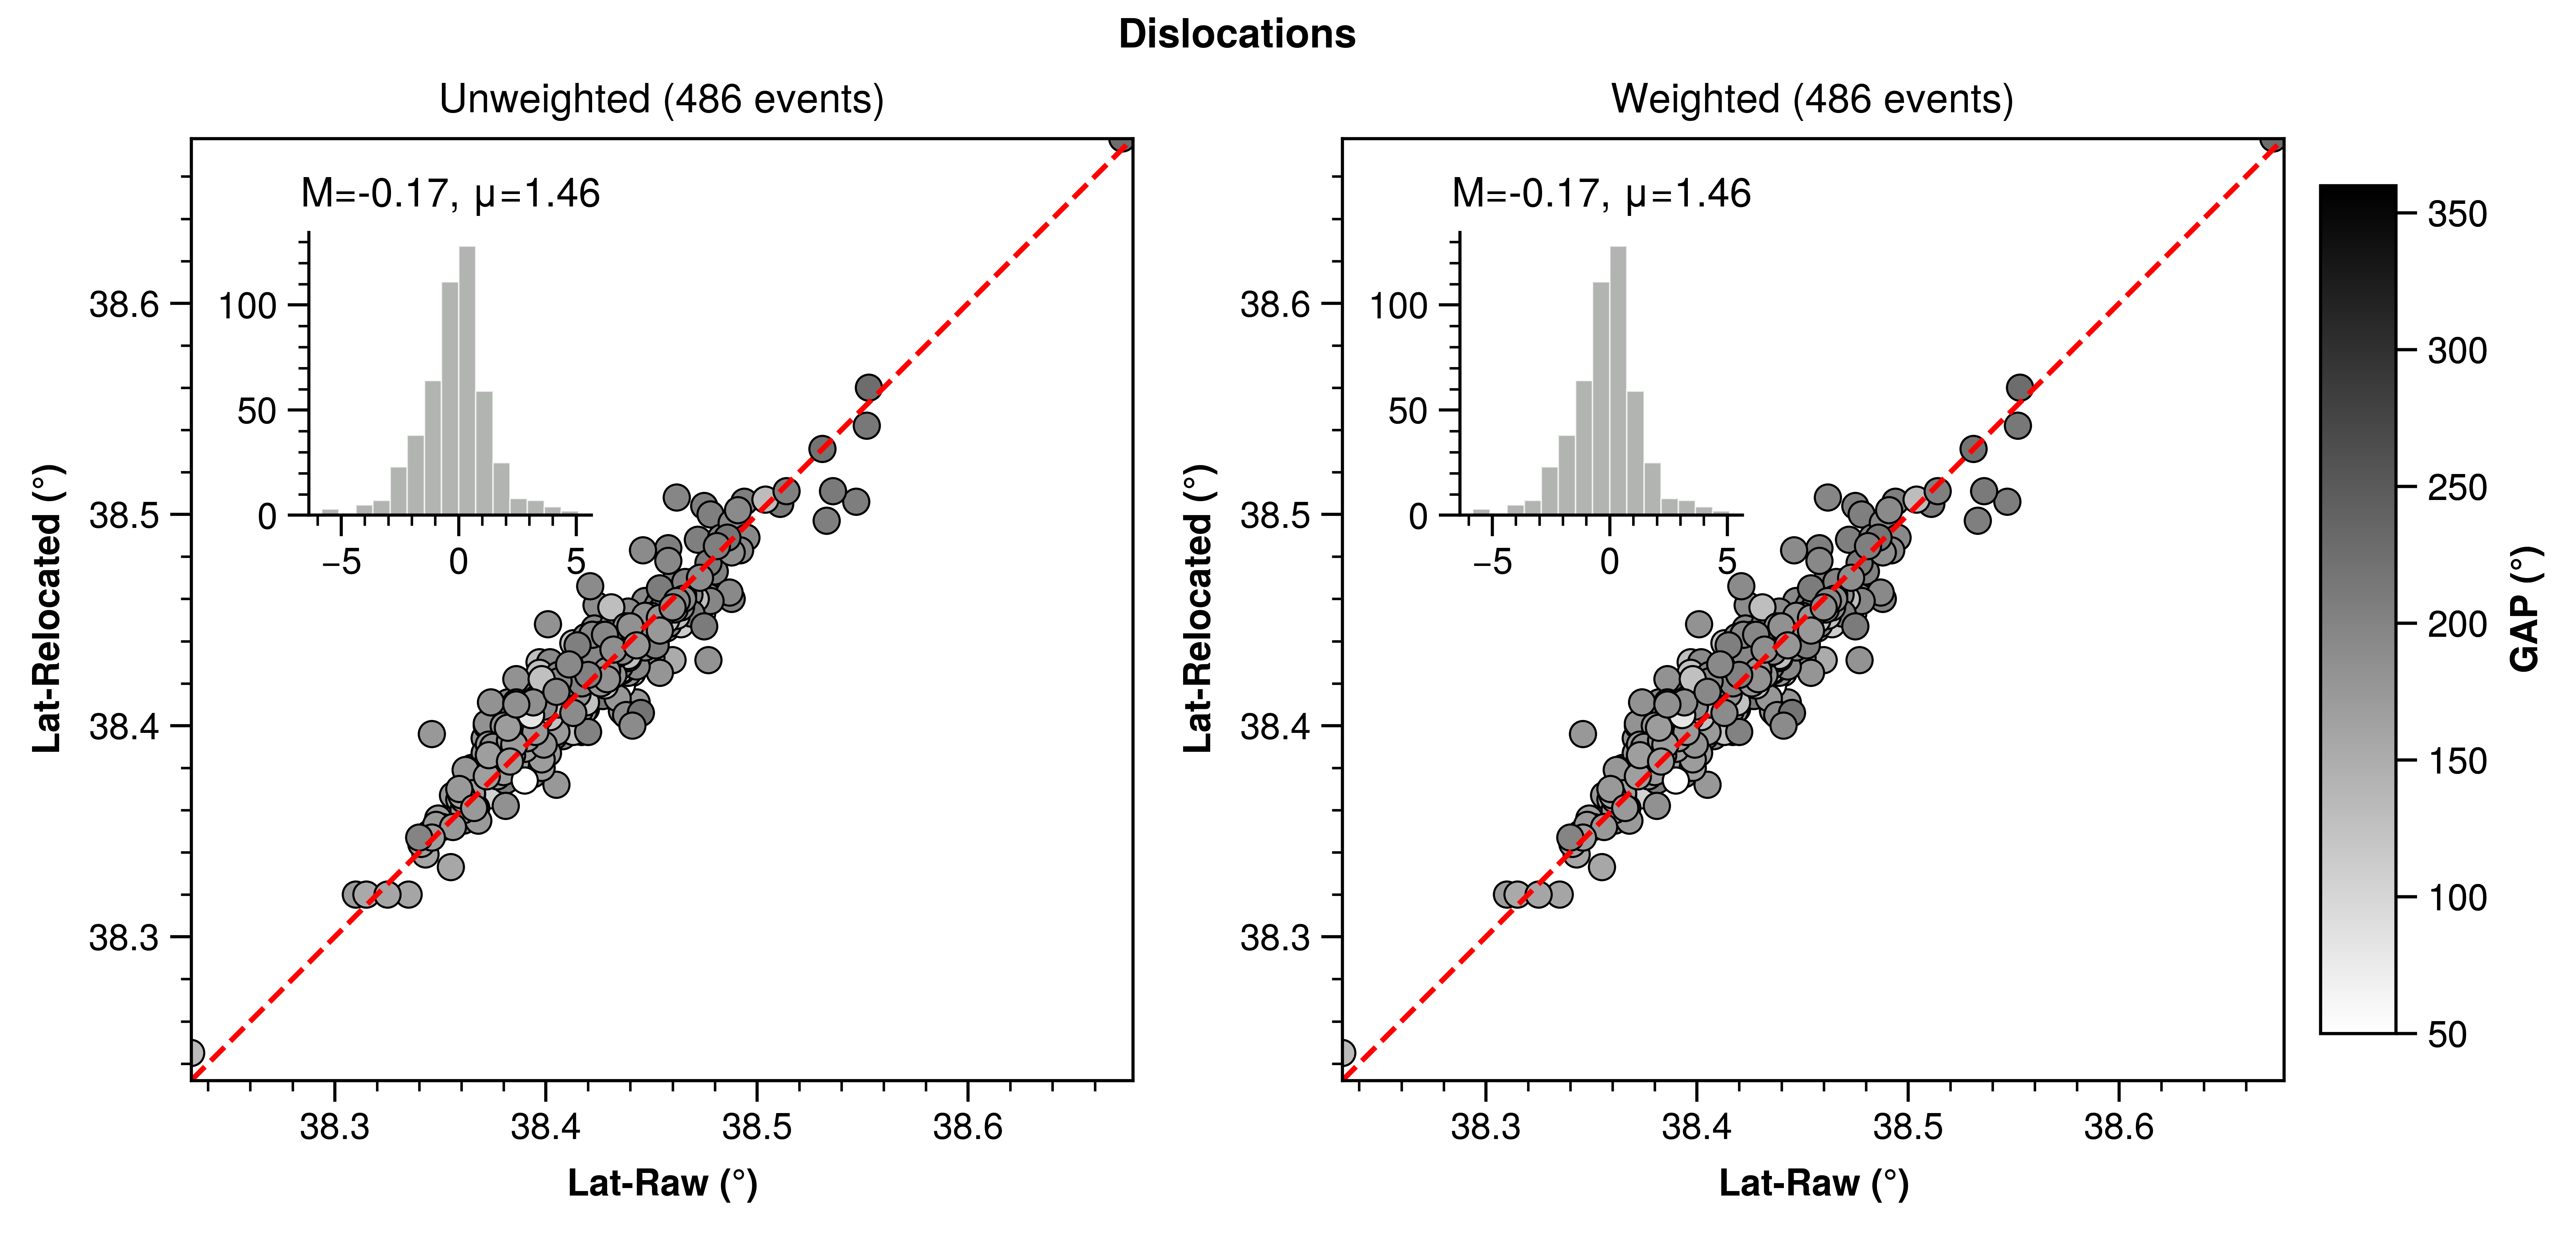 Dislocations
Unweighted (486 events)
Weighted (486 events)
M=-0.17, μ=1.46
100
50
0
−5 0 5
38.6
38.5
38.4
38.3
Lat-Relocated (°)
38.3 38.4 38.5 38.6
Lat-Raw (°)
M=-0.17, μ=1.46
100
50
0
−5 0 5
38.6
38.5
38.4
38.3
Lat-Relocated (°)
38.3 38.4 38.5 38.6
Lat-Raw (°)
350
300
250
200
150
100
50
GAP (°)